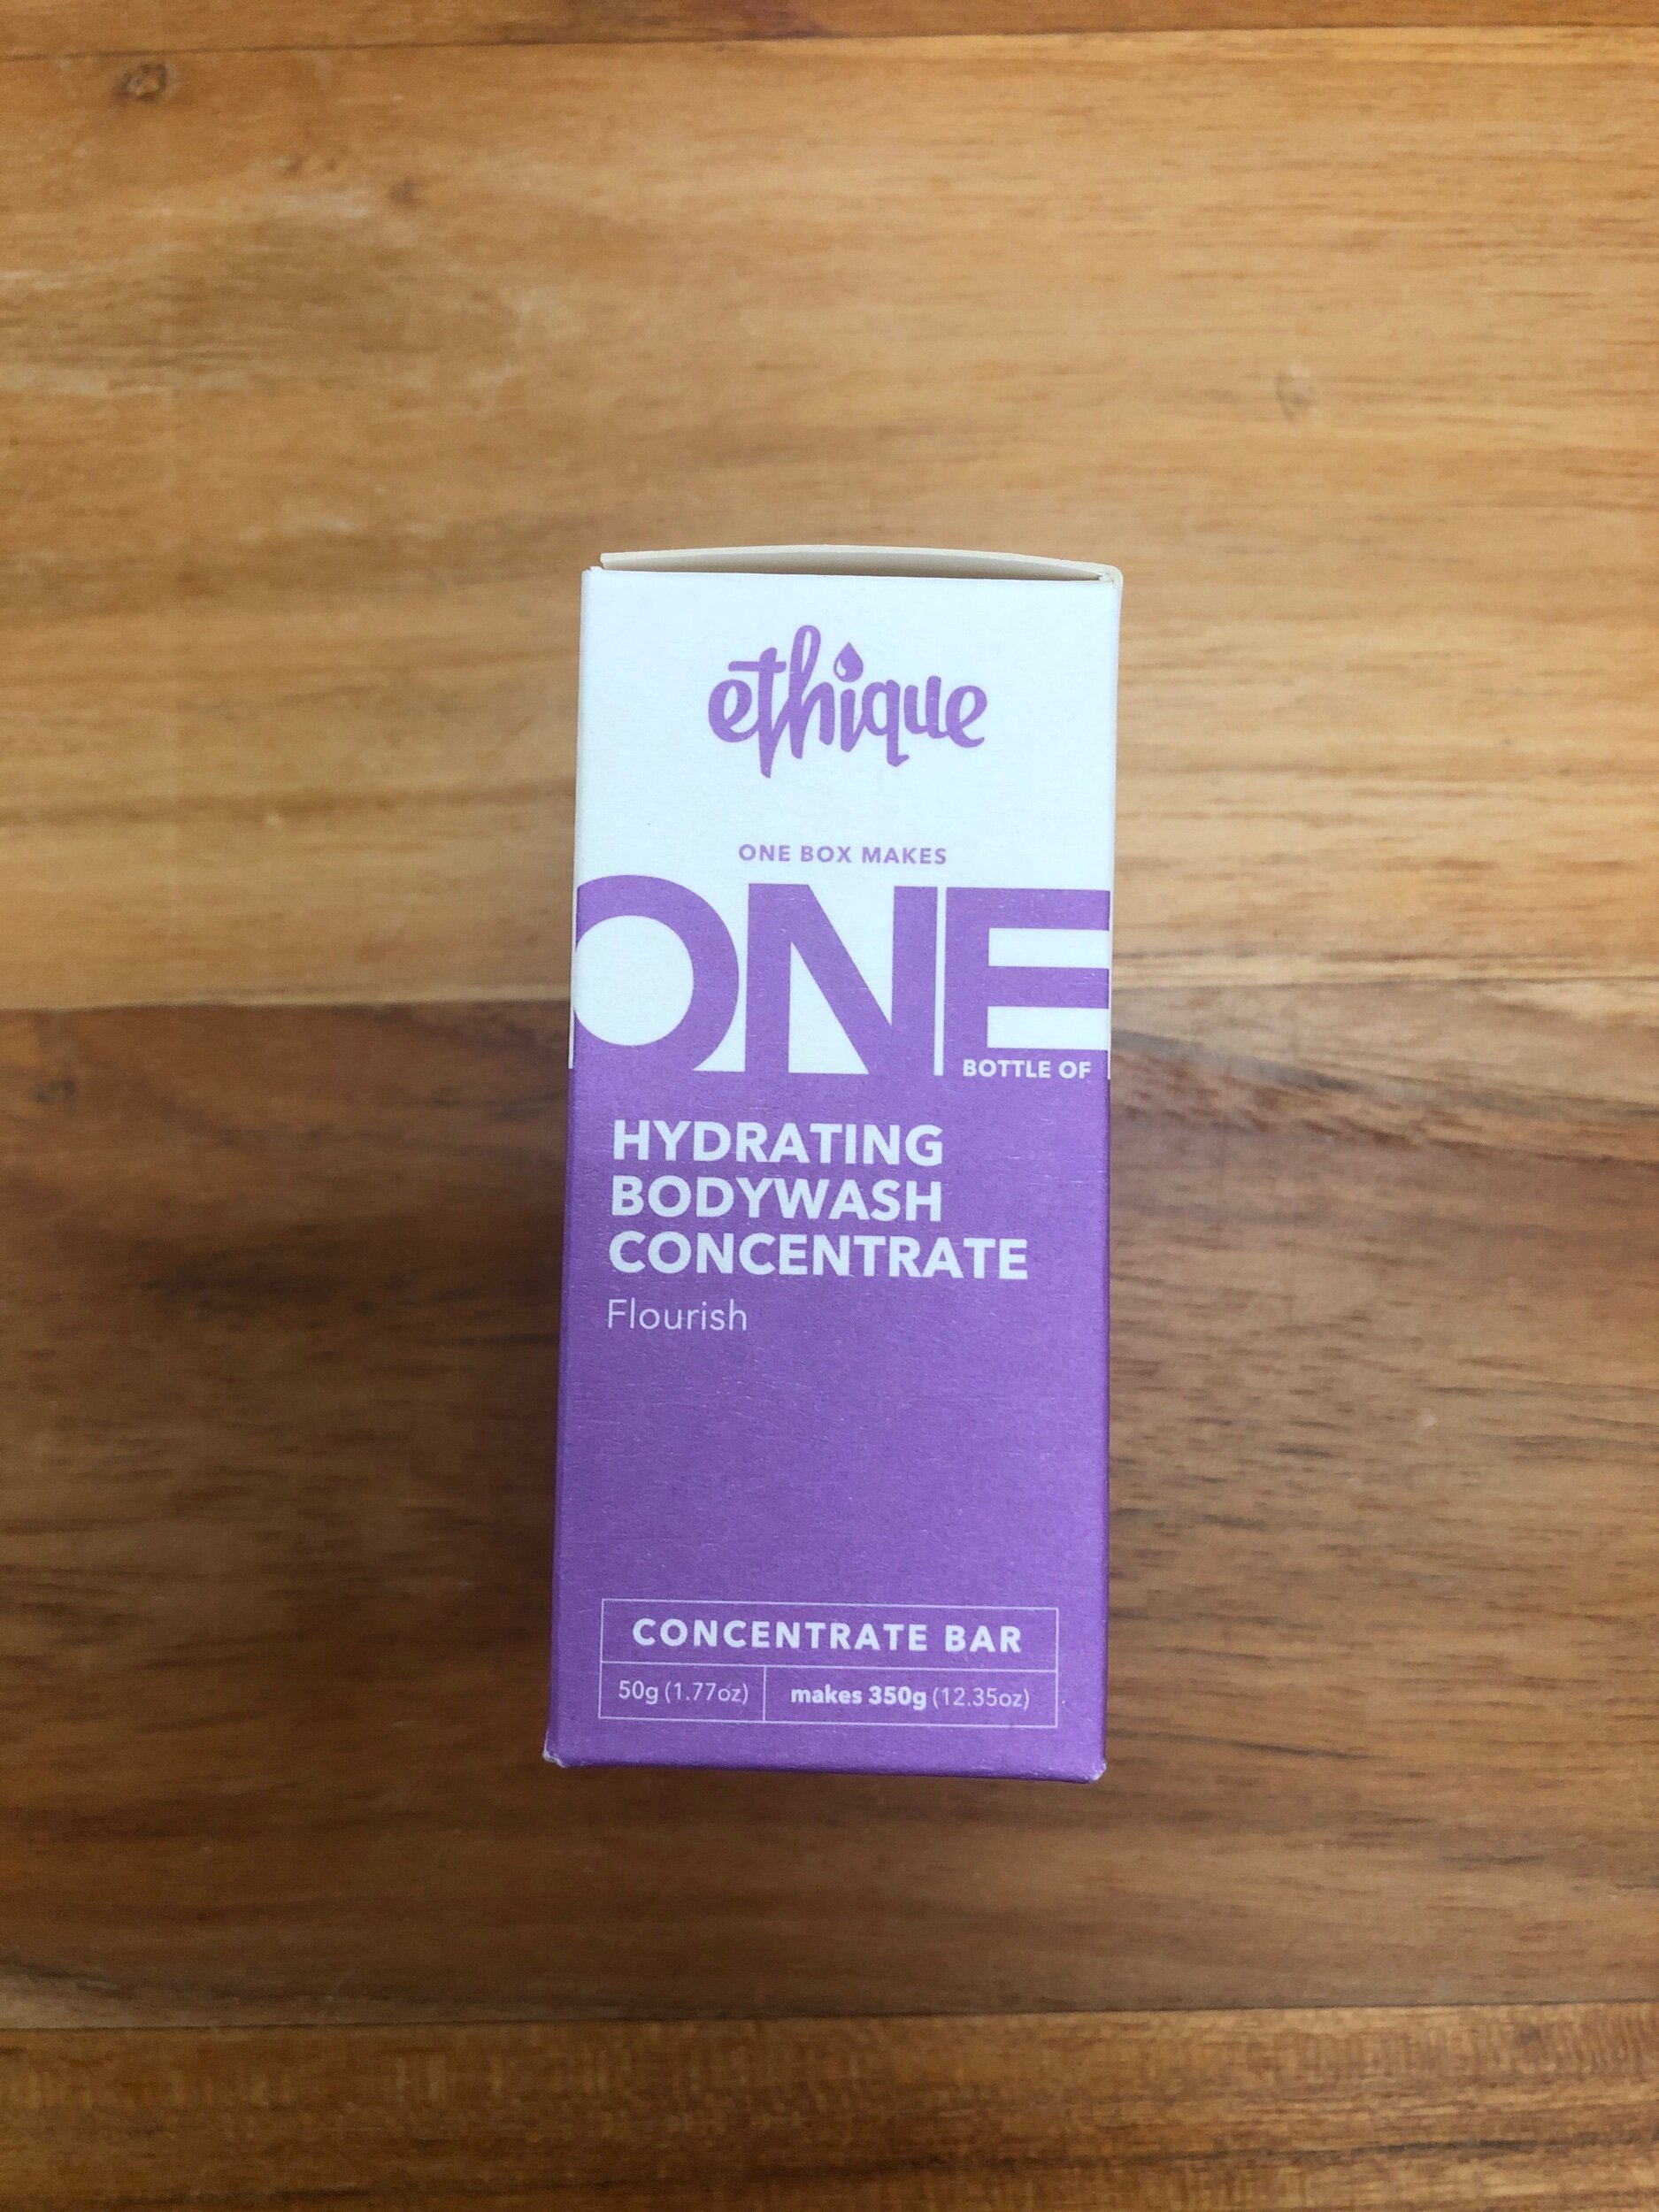 ethique
ONE BOX MAKES
ONE
BOTTLE OF
HYDRATING
BODYWASH
CONCENTRATE
Flourish
CONCENTRATE BAR
50g (1.77oz) makes 350g (12.35oz)